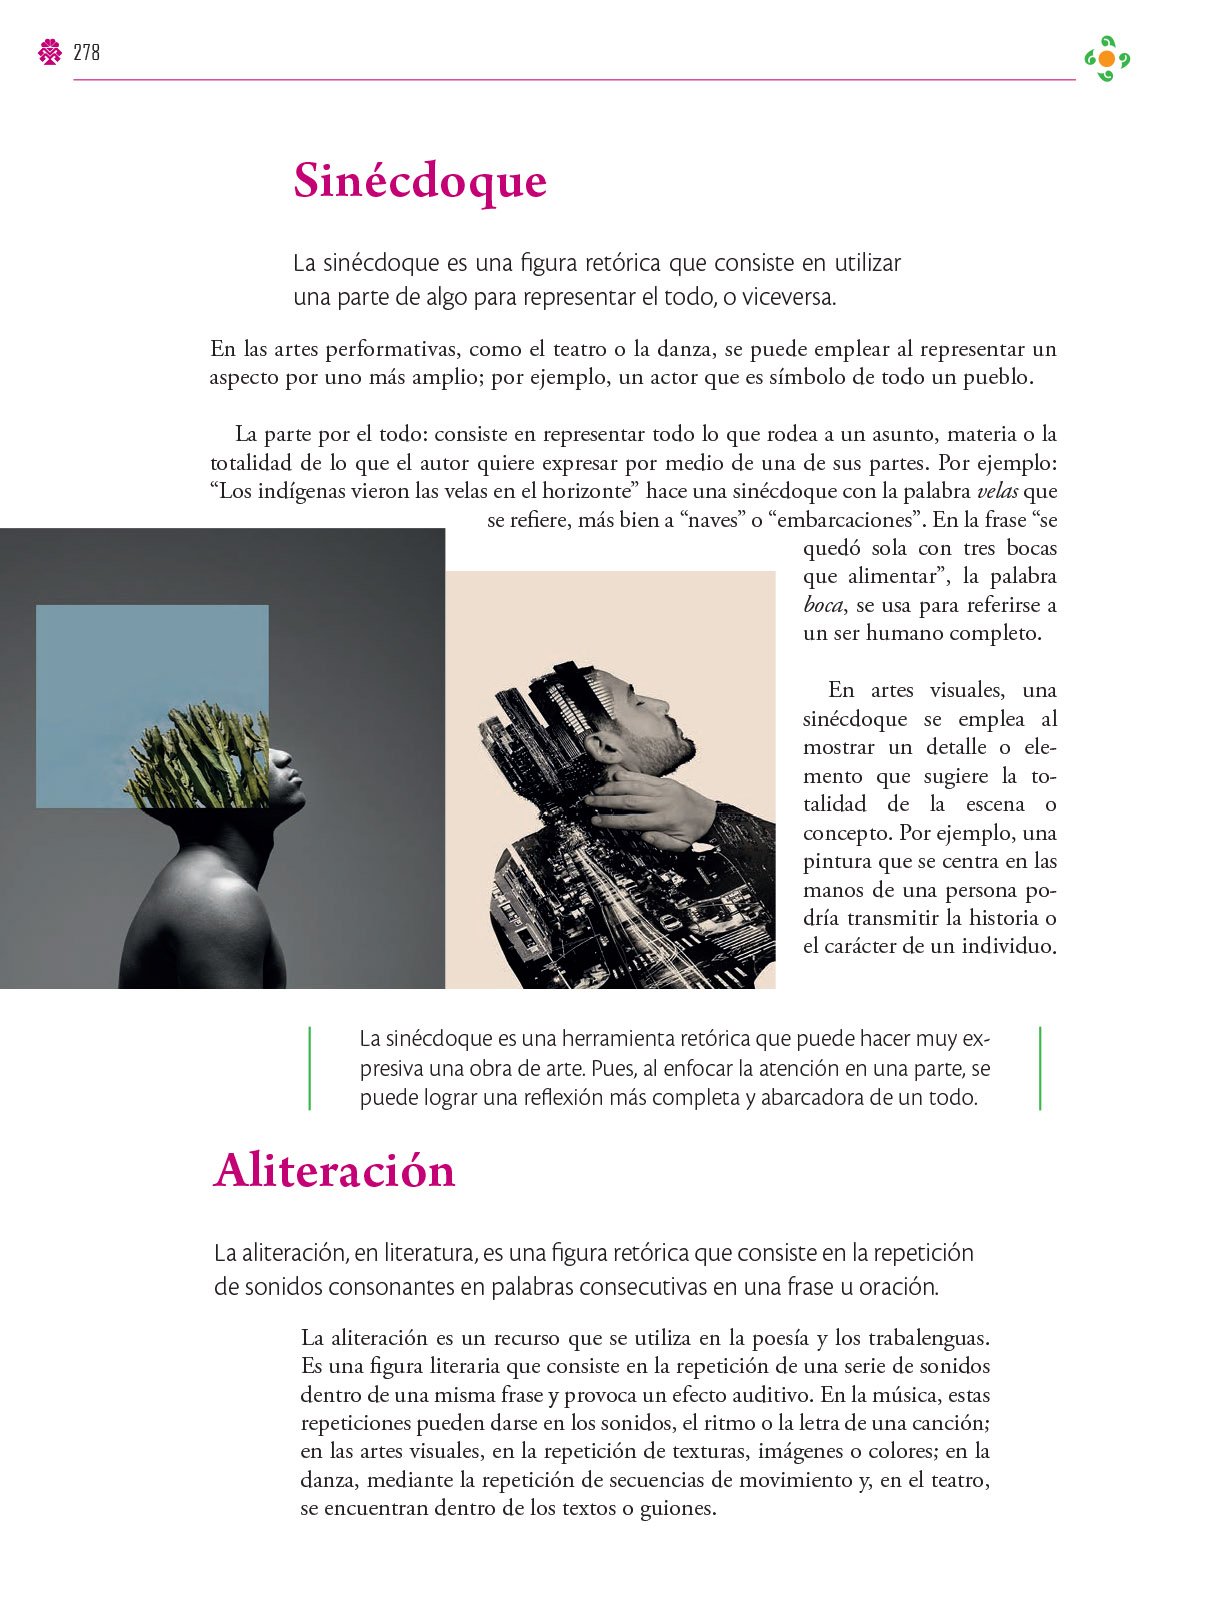 278
Sinécdoque
La sinécdoque es una figura retórica que consiste en utilizar
una parte de algo para representar el todo, o viceversa.
En las artes performativas, como el teatro o la danza, se puede emplear al representar un
aspecto por uno más amplio; por ejemplo, un actor que es símbolo de todo un pueblo.
La parte por el todo: consiste en representar todo lo que rodea a un asunto, materia o la
totalidad de lo que el autor quiere expresar por medio de una de sus partes. Por ejemplo:
“Los indígenas vieron las velas en el horizonte” hace una sinécdoque con la palabra velas que
se refiere, más bien a “naves” o “embarcaciones”. En la frase “se
quedó sola con tres bocas
que alimentar”, la palabra
boca, se usa para referirse a
un ser humano completo.
En artes visuales, una
sinécdoque se emplea al
mostrar un detalle o ele-
mento que sugiere la to-
talidad de la escena o
concepto. Por ejemplo, una
pintura que se centra en las
manos de una persona po-
dría transmitir la historia o
el carácter de un individuo.
La sinécdoque es una herramienta retórica que puede hacer muy ex-
presiva una obra de arte. Pues, al enfocar la atención en una parte, se
puede lograr una reflexión más completa y abarcadora de un todo.
Aliteración
La aliteración, en literatura, es una figura retórica que consiste en la repetición
de sonidos consonantes en palabras consecutivas en una frase u oración.
La aliteración es un recurso que se utiliza en la poesía y los trabalenguas.
Es una figura literaria que consiste en la repetición de una serie de sonidos
dentro de una misma frase y provoca un efecto auditivo. En la música, estas
repeticiones pueden darse en los sonidos, el ritmo o la letra de una canción;
en las artes visuales, en la repetición de texturas, imágenes o colores; en la
danza, mediante la repetición de secuencias de movimiento y, en el teatro,
se encuentran dentro de los textos o guiones.